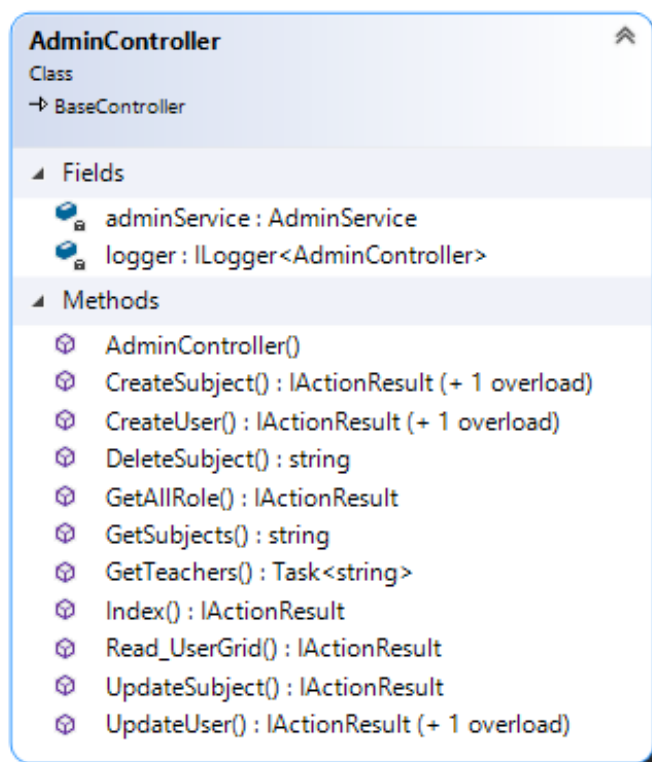 AdminController
Class
BaseController
Fields
adminService : AdminService
logger : ILogger<AdminController>
Methods
AdminController()
CreateSubject() : IActionResult (+ 1 overload)
CreateUser() : IActionResult (+ 1 overload)
DeleteSubject() : string
GetAllRole() : IActionResult
GetSubjects() : string
GetTeachers() : Task<string>
Index() : IActionResult
Read_UserGrid() : IActionResult
UpdateSubject() : IActionResult
UpdateUser() : IActionResult (+ 1 overload)